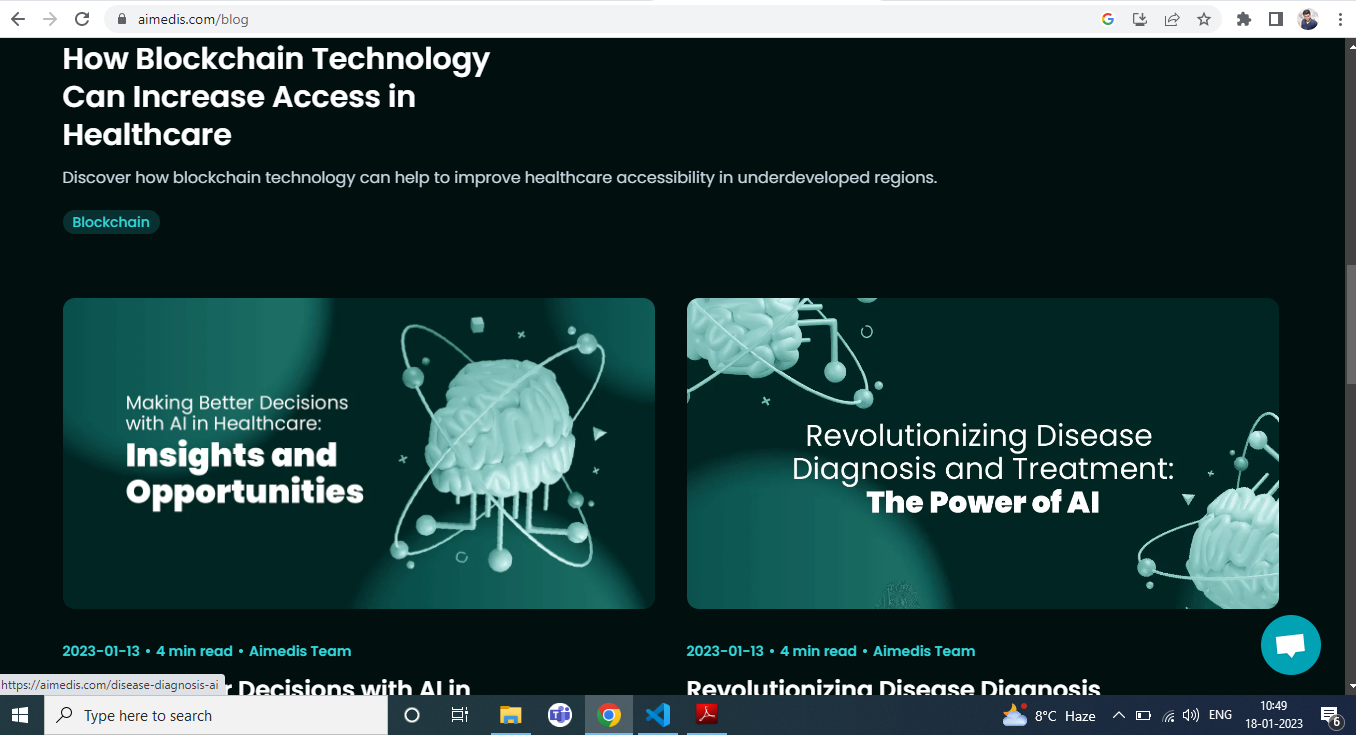 aimedis.com/blog
How Blockchain Technology
Can Increase Access in
Healthcare
Discover how blockchain technology can help to improve healthcare accessibility in underdeveloped regions.
Blockchain
Making Better Decisions
with AI in Healthcare:
Insights and
Opportunities
Revolutionizing Disease
Diagnosis and Treatment:
The Power of AI
2023-01-13 • 4 min read • Aimedis Team
2023-01-13 • 4 min read • Aimedis Team
r Decisions with AI in
Revolutionizing Disease Diagnosis
https://aimedis.com/disease-diagnosis-ai
Type here to search
8°C Haze
ENG
10:49
18-01-2023
6